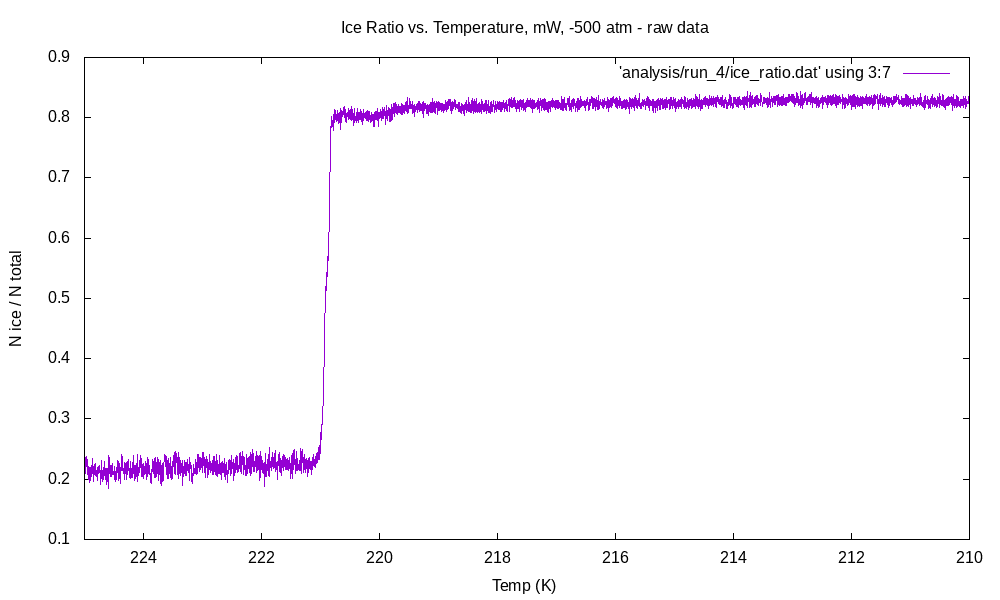 Ice Ratio vs. Temperature, mW, -500 atm - raw data
'analysis/run_4/ice_ratio.dat' using 3:7
0.9
0.8
0.7
0.6
0.5
0.4
0.3
0.2
0.1
N ice / N total
224 222 220 218 216 214 212 210
Temp (K)